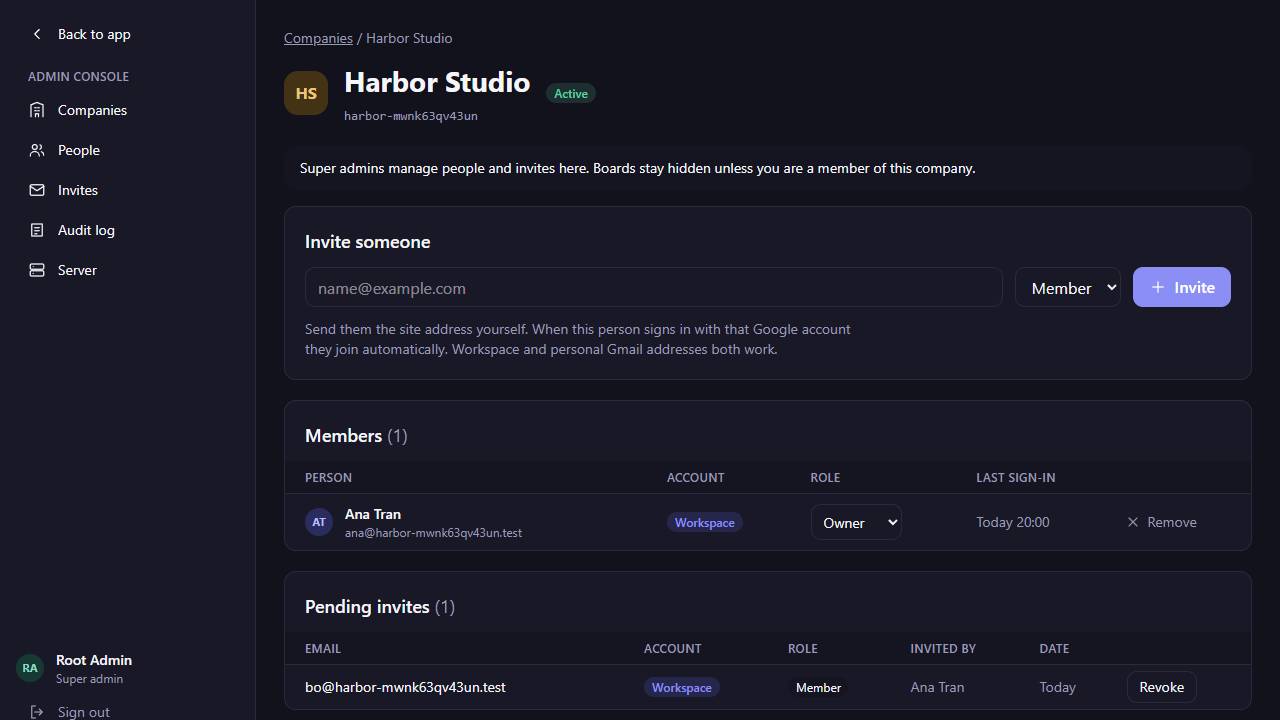 Back to app
ADMIN CONSOLE
Companies
People
Invites
Audit log
Server
RA
Root Admin
Super admin
Sign out
Companies / Harbor Studio
HS
Harbor Studio
Active
harbor-mwnk63qv43un
Super admins manage people and invites here. Boards stay hidden unless you are a member of this company.
Invite someone
name@example.com
Member
Invite
Send them the site address yourself. When this person signs in with that Google account
they join automatically. Workspace and personal Gmail addresses both work.
Members (1)
PERSON ACCOUNT ROLE LAST SIGN-IN
AT
Ana Tran
ana@harbor-mwnk63qv43un.test
Workspace
Owner
Today 20:00
Remove
Pending invites (1)
EMAIL ACCOUNT ROLE INVITED BY DATE
bo@harbor-mwnk63qv43un.test Workspace Member Ana Tran Today Revoke